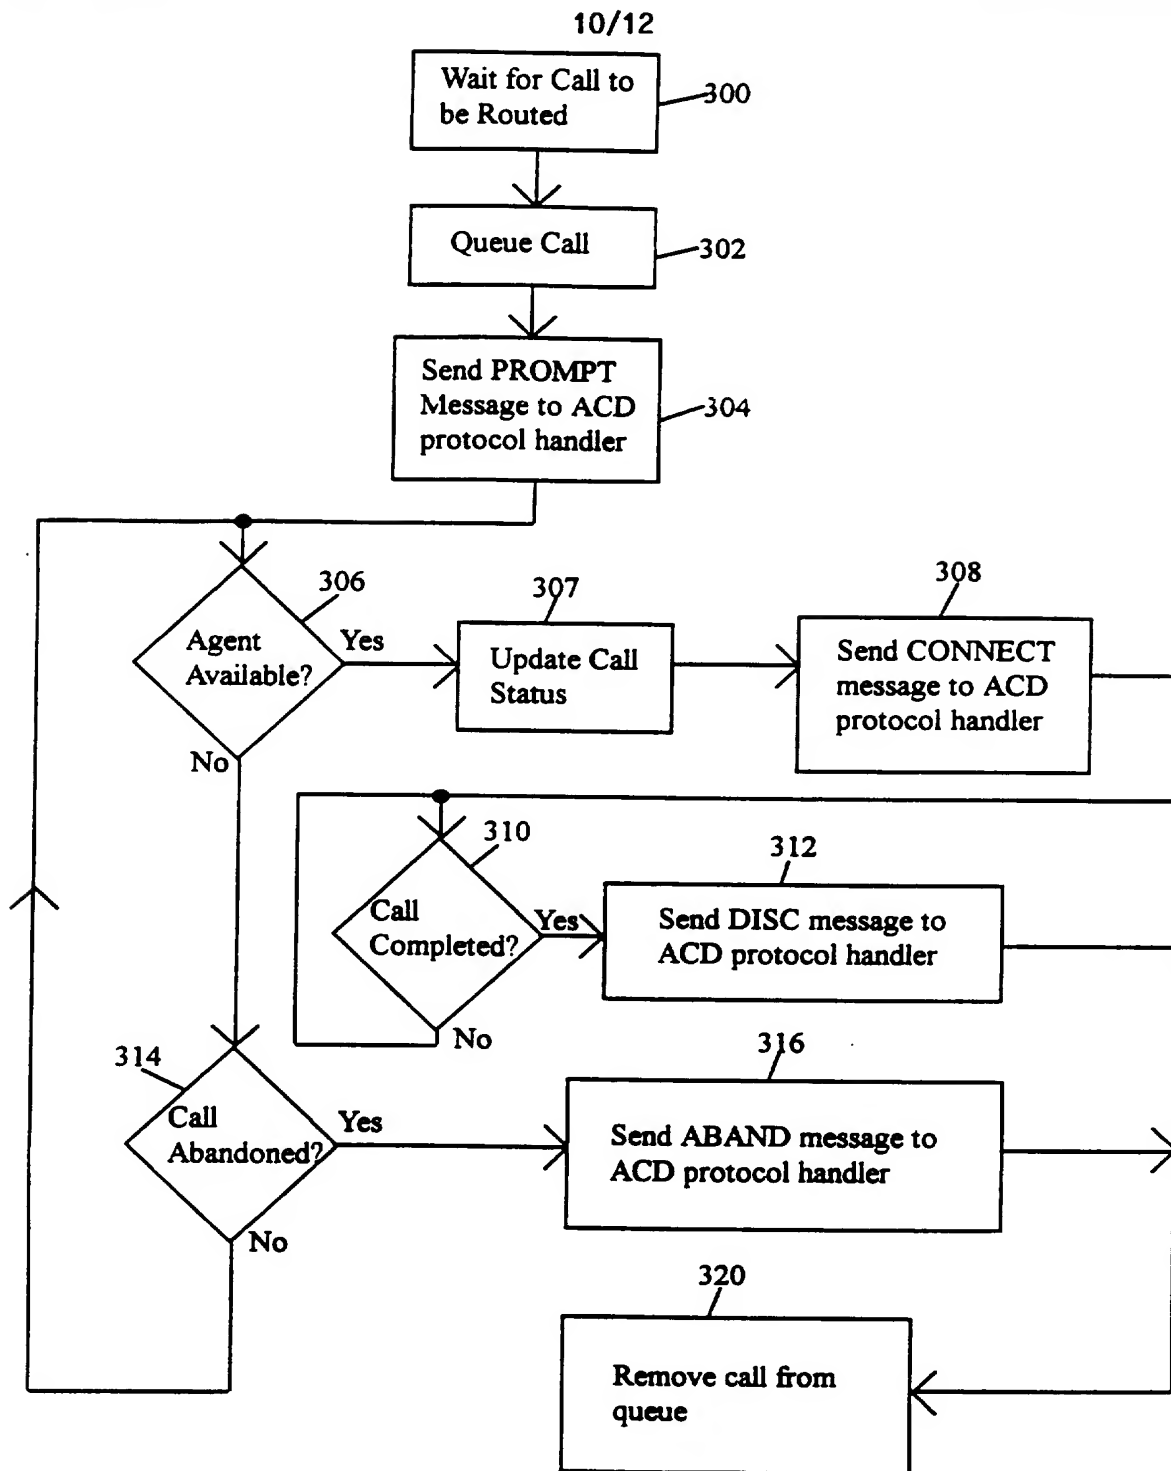 10/12
Wait for Call to
be Routed
300
Queue Call
302
Send PROMPT
Message to ACD
protocol handler
304
306
Agent
Available?
Yes
No
307
Update Call
Status
308
Send CONNECT
message to ACD
protocol handler
310
Call
Completed?
Yes
No
312
Send DISC message to
ACD protocol handler
314
Call
Abandoned?
Yes
No
316
Send ABAND message to
ACD protocol handler
320
Remove call from
queue